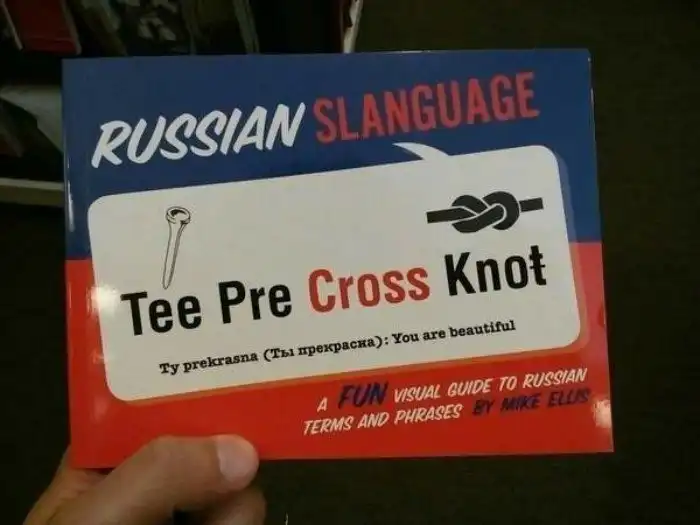 RUSSIAN SLANGUAGE
Tee Pre Cross Knot
Ty prekrasna (Ты прекрасна): You are beautiful
A FUN VISUAL GUIDE TO RUSSIAN
TERMS AND PHRASES BY MIKE ELLIS